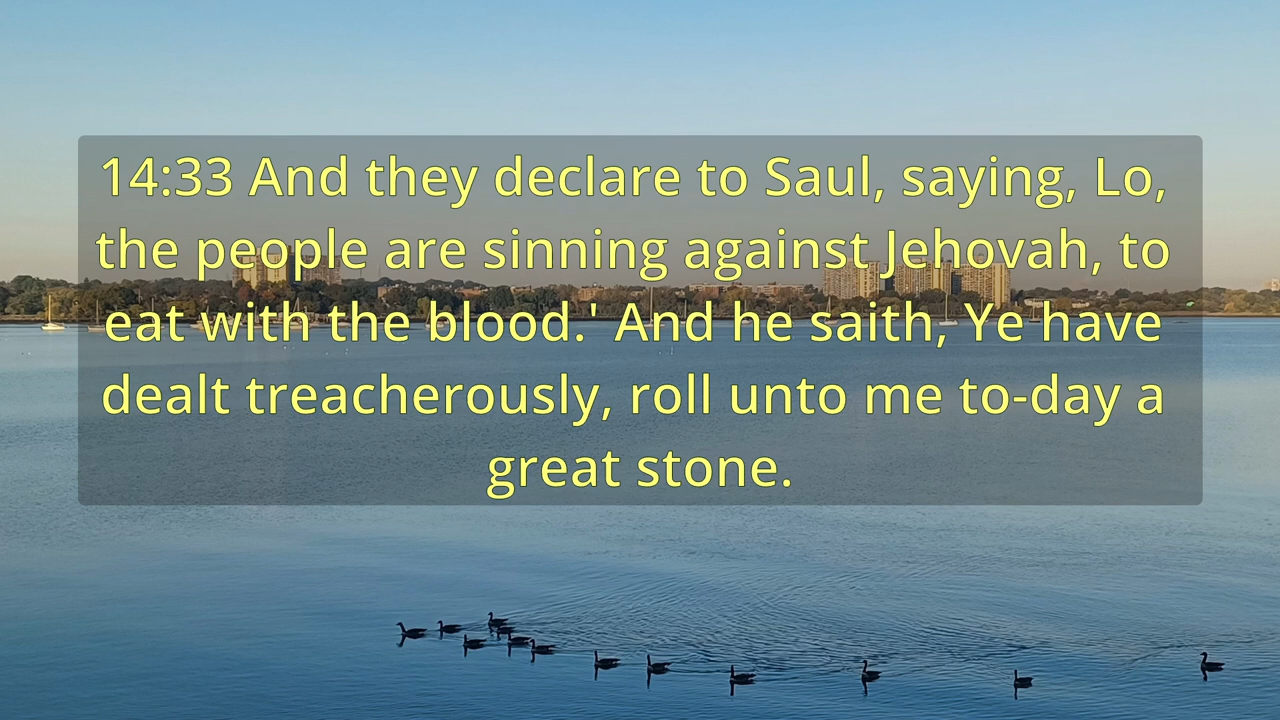 14:33 And they declare to Saul, saying, Lo,
the people are sinning against Jehovah, to
eat with the blood.' And he saith, Ye have
dealt treacherously, roll unto me to-day a
great stone.